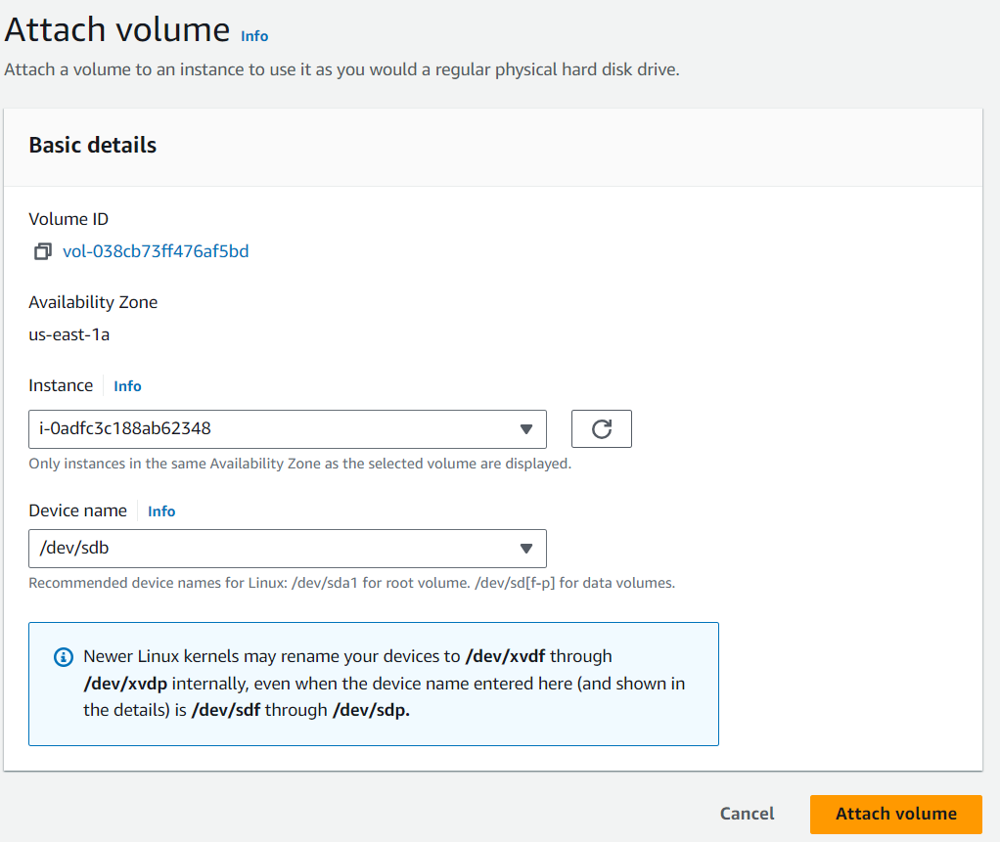 Attach volume Info
Attach a volume to an instance to use it as you would a regular physical hard disk drive.
Basic details
Volume ID
vol-038cb73ff476af5bd
Availability Zone
us-east-1a
Instance Info
i-0adfc3c188ab62348
Only instances in the same Availability Zone as the selected volume are displayed.
Device name Info
/dev/sdb
Recommended device names for Linux: /dev/sda1 for root volume. /dev/sd[f-p] for data volumes.
Newer Linux kernels may rename your devices to /dev/xvdf through
/dev/xvdp internally, even when the device name entered here (and shown in
the details) is /dev/sdf through /dev/sdp.
Cancel Attach volume